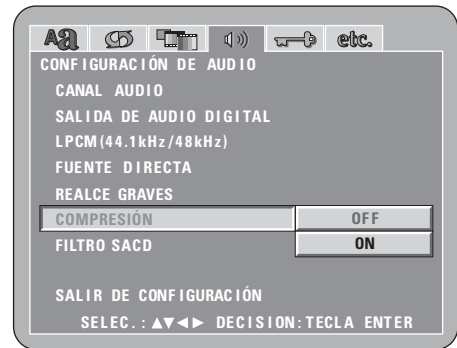 Aa etc.
CONFIGURACIÓN DE AUDIO
CANAL AUDIO
SALIDA DE AUDIO DIGITAL
LPCM(44.1kHz/48kHz)
FUENTE DIRECTA
REALCE GRAVES
COMPRESIÓN OFF
FILTRO SACD ON
SALIR DE CONFIGURACIÓN
SELEC.:▲▼◄► DECISION:TECLA ENTER